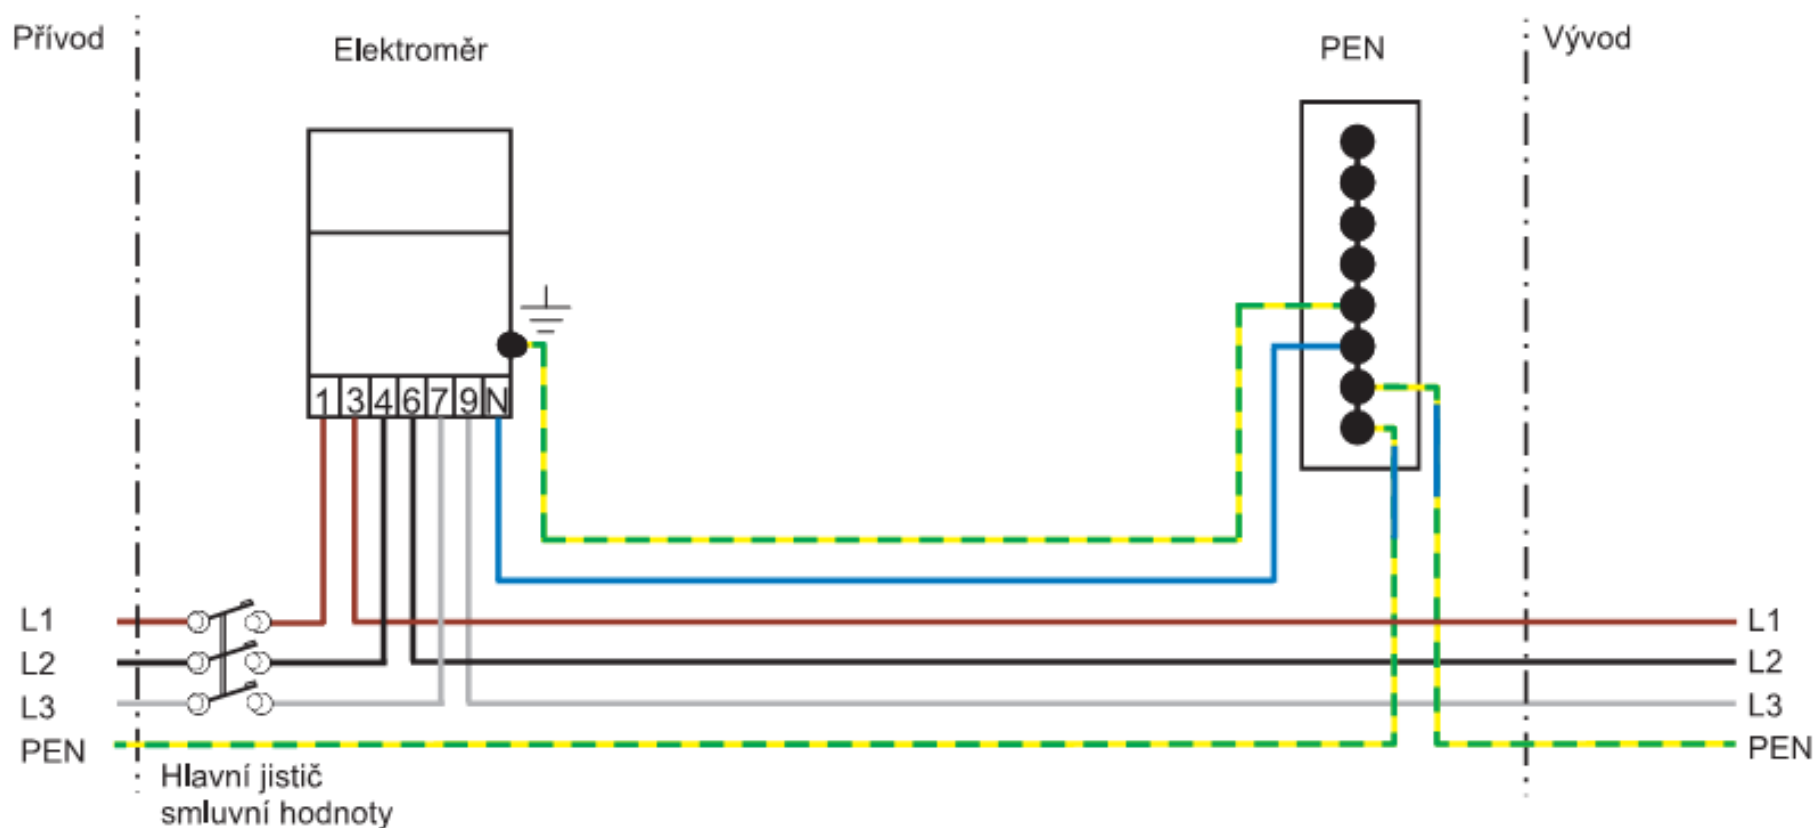 Přívod
Elektroměr
PEN
Vývod
1 3 4 6 7 9 N
L1
L1
L2
L2
L3
L3
PEN
PEN
Hlavní jistič
smluvní hodnoty